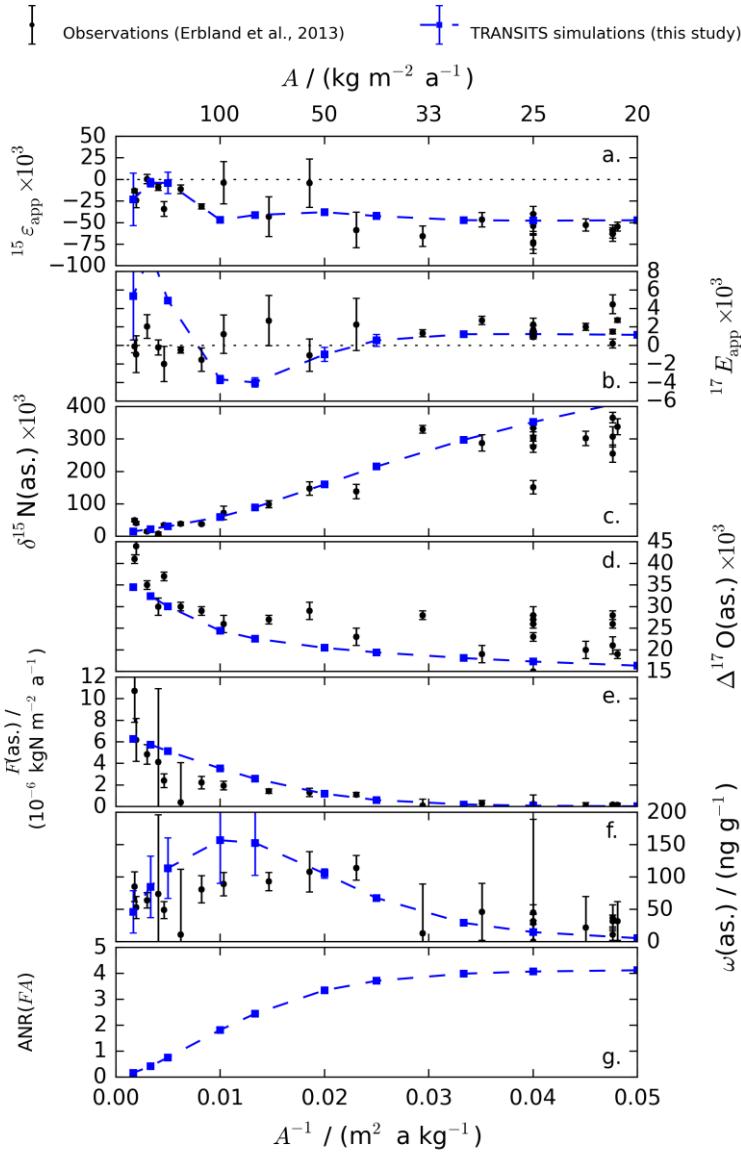 Observations (Erbland et al., 2013)
TRANSITS simulations (this study)
A / (kg m⁻² a⁻¹)
100 50 33 25 20
¹⁵ε_app ×10³
50
25
0
−25
−50
−75
−100
a.
¹⁷E_app ×10³
8
6
4
2
0
−2
−4
−6
b.
δ¹⁵N(as.) ×10³
400
300
200
100
0
c.
Δ¹⁷O(as.) ×10³
45
40
35
30
25
20
15
d.
F(as.) /
(10⁻⁶ kgN m⁻² a⁻¹)
12
10
8
6
4
2
0
e.
ω(as.) / (ng g⁻¹)
200
150
100
50
0
f.
ANR(FA)
5
4
3
2
1
0
g.
0.00 0.01 0.02 0.03 0.04 0.05
A⁻¹ / (m² a kg⁻¹)